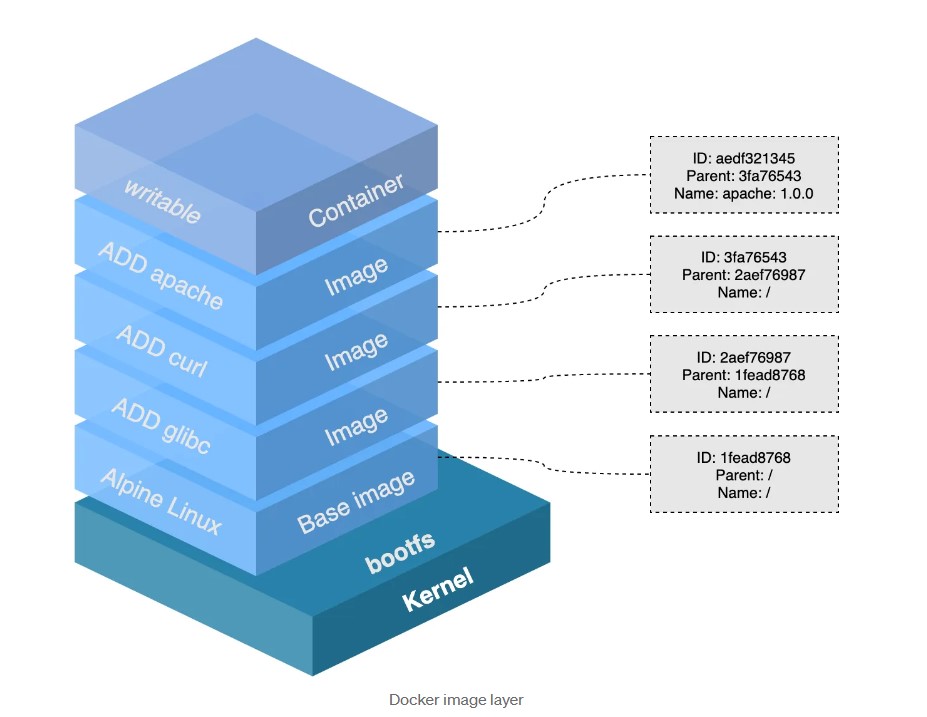 writable
Container
ADD apache
Image
ADD curl
Image
ADD glibc
Image
Alpine Linux
Base image
bootfs
Kernel
ID: aedf321345
Parent: 3fa76543
Name: apache: 1.0.0
ID: 3fa76543
Parent: 2aef76987
Name: /
ID: 2aef76987
Parent: 1fead8768
Name: /
ID: 1fead8768
Parent: /
Name: /
Docker image layer